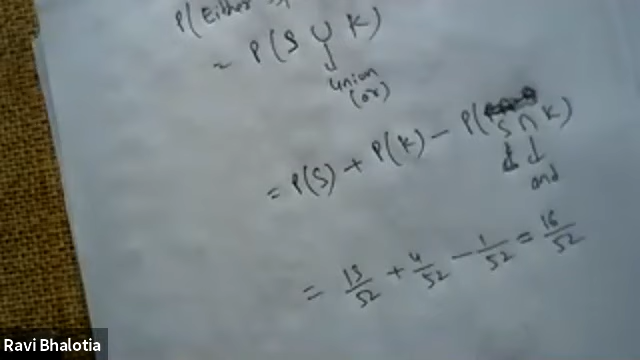 P(Either
= P(S ∪ K)
↓
Union
(or)
= P(S) + P(K) - P(S ∩ K)
↓ ↓
and
= 13/52 + 4/52 - 1/52 = 16/52
Ravi Bhalotia